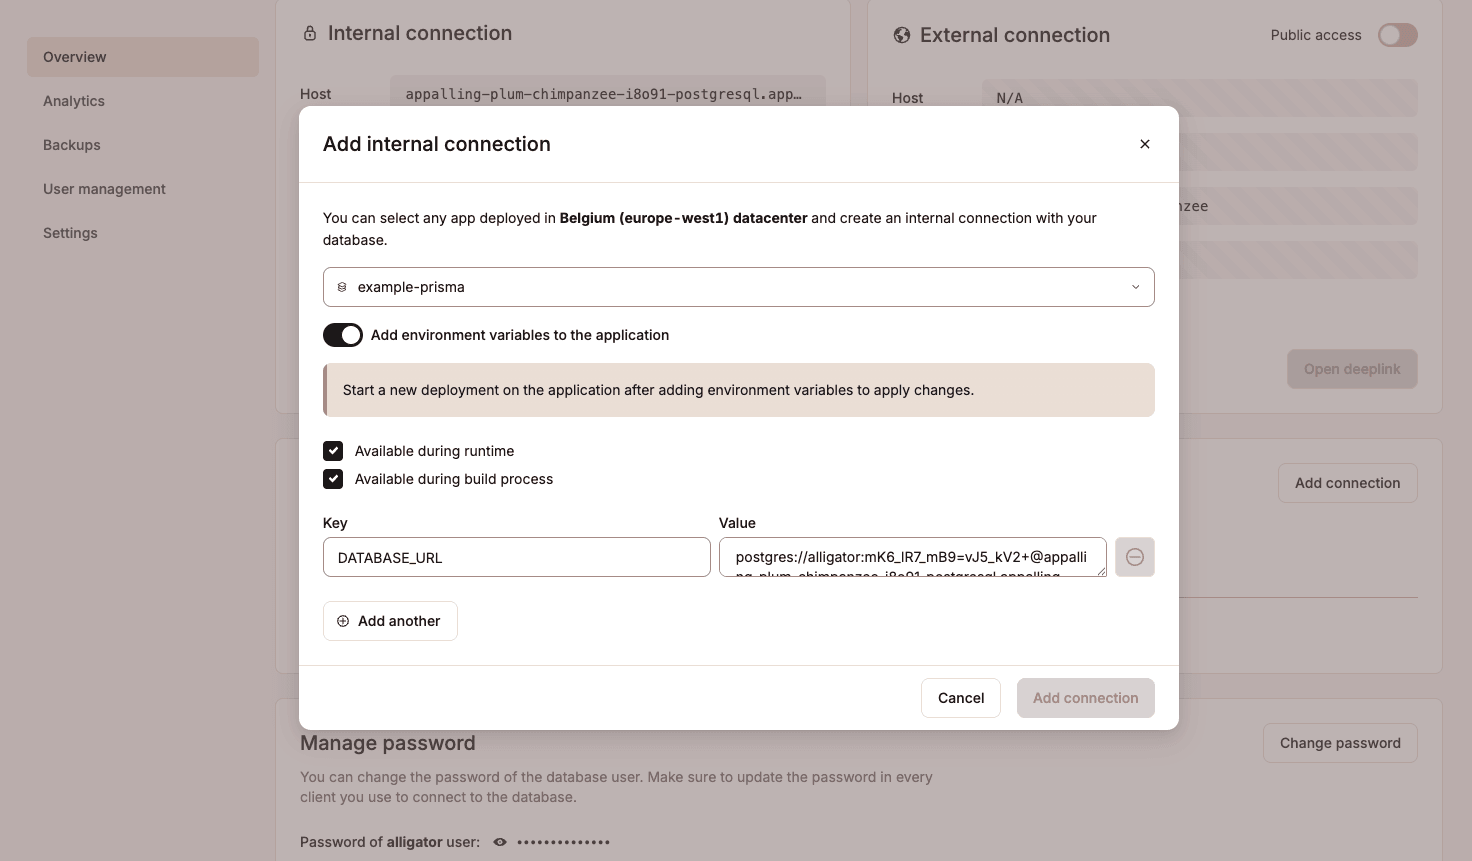 Overview
Analytics
Backups
User management
Settings
Internal connection
Host
appalling-plum-chimpanzee-i8o91-postgresql.app…
External connection
Public access
Host
N/A
nzee
Open deeplink
Add connection
Add internal connection
You can select any app deployed in Belgium (europe-west1) datacenter and create an internal connection with your
database.
example-prisma
Add environment variables to the application
Start a new deployment on the application after adding environment variables to apply changes.
Available during runtime
Available during build process
Key
Value
DATABASE_URL
postgres://alligator:mK6_lR7_mB9=vJ5_kV2+@appalli
ng-plum-chimpanzee-i8o91-postgresql.appalling-
Add another
Cancel
Add connection
Manage password
Change password
You can change the password of the database user. Make sure to update the password in every
client you use to connect to the database.
Password of alligator user: ••••••••••••••